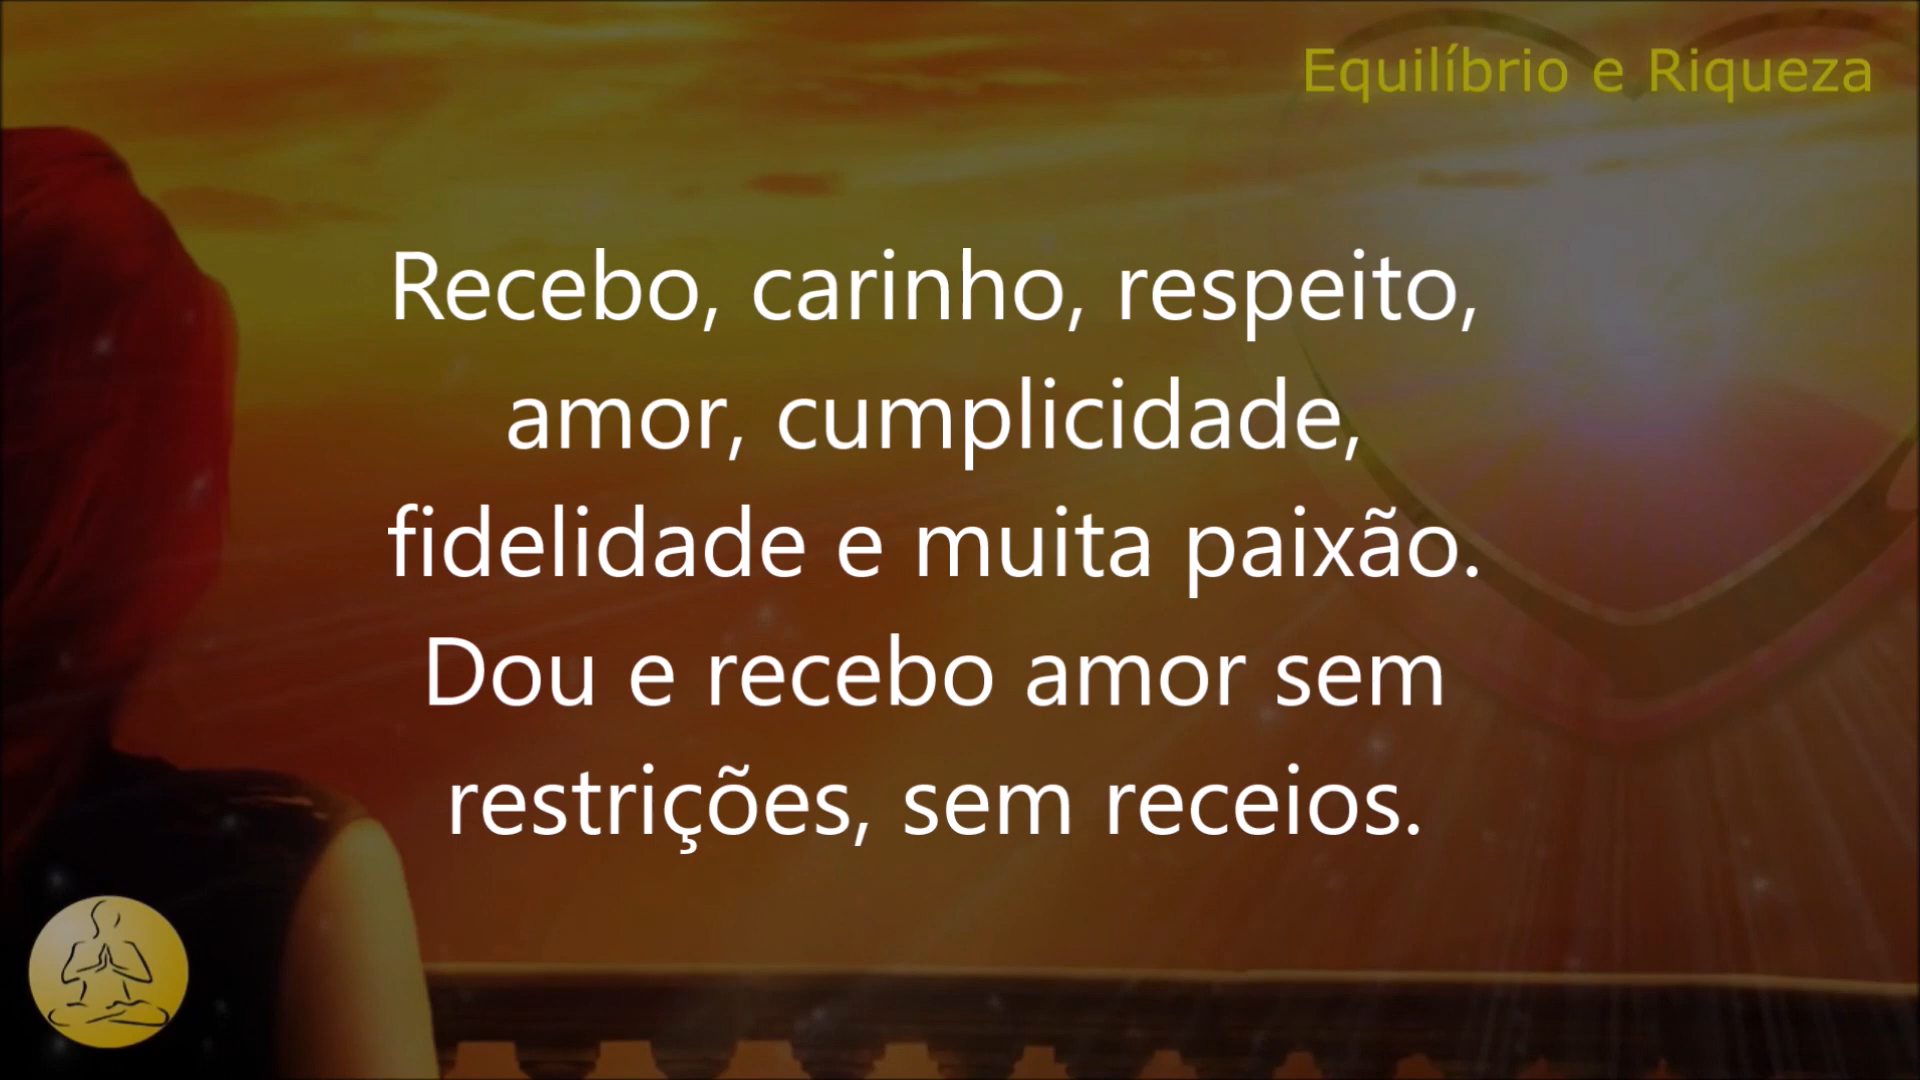 Equilíbrio e Riqueza
Recebo, carinho, respeito,
amor, cumplicidade,
fidelidade e muita paixão.
Dou e recebo amor sem
restrições, sem receios.